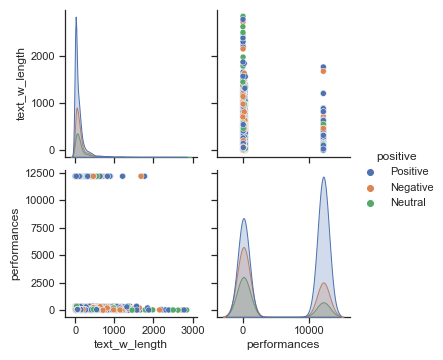 text_w_length
2000
1000
0
performances
12500
10000
7500
5000
2500
0
0
1000
2000
3000
text_w_length
0
10000
performances
positive
Positive
Negative
Neutral